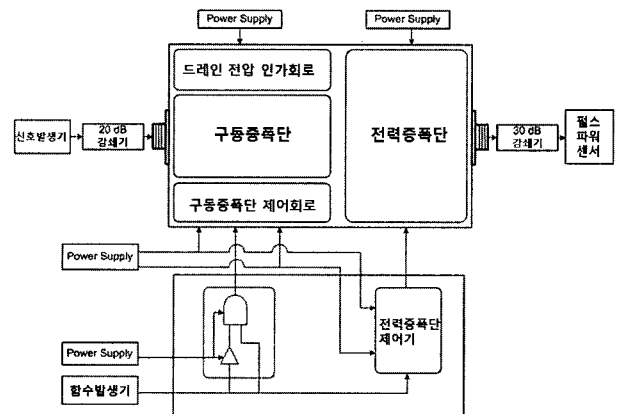 Power Supply
Power Supply
드레인 전압 인가회로
구동증폭단
전력증폭단
신호발생기
20 dB
감쇄기
30 dB
감쇄기
펄스
파워
센서
구동증폭단 제어회로
Power Supply
전력증폭단
제어기
Power Supply
함수발생기